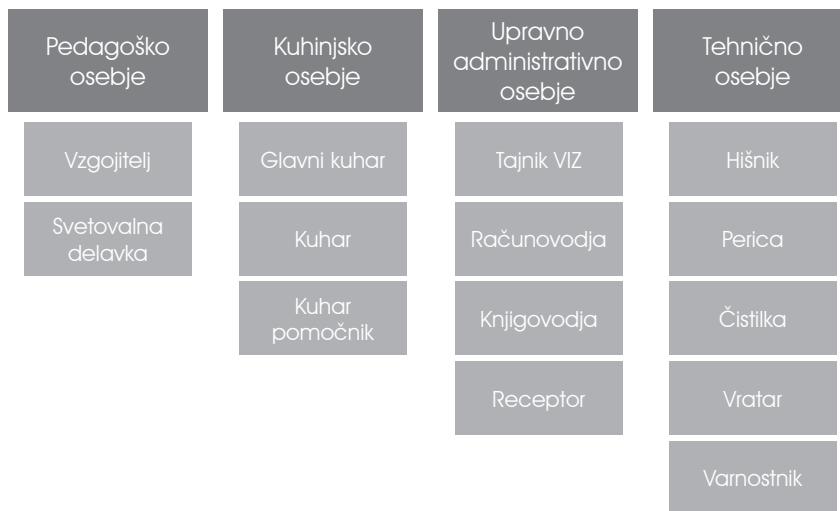 Pedagoško
osebje
Vzgojitelj
Svetovalna
delavka
Kuhinjsko
osebje
Glavni kuhar
Kuhar
Kuhar
pomočnik
Upravno
administrativno
osebje
Tajnik VIZ
Računovodja
Knjigovodja
Receptor
Tehnično
osebje
Hišnik
Perica
Čistilka
Vratar
Varnostnik